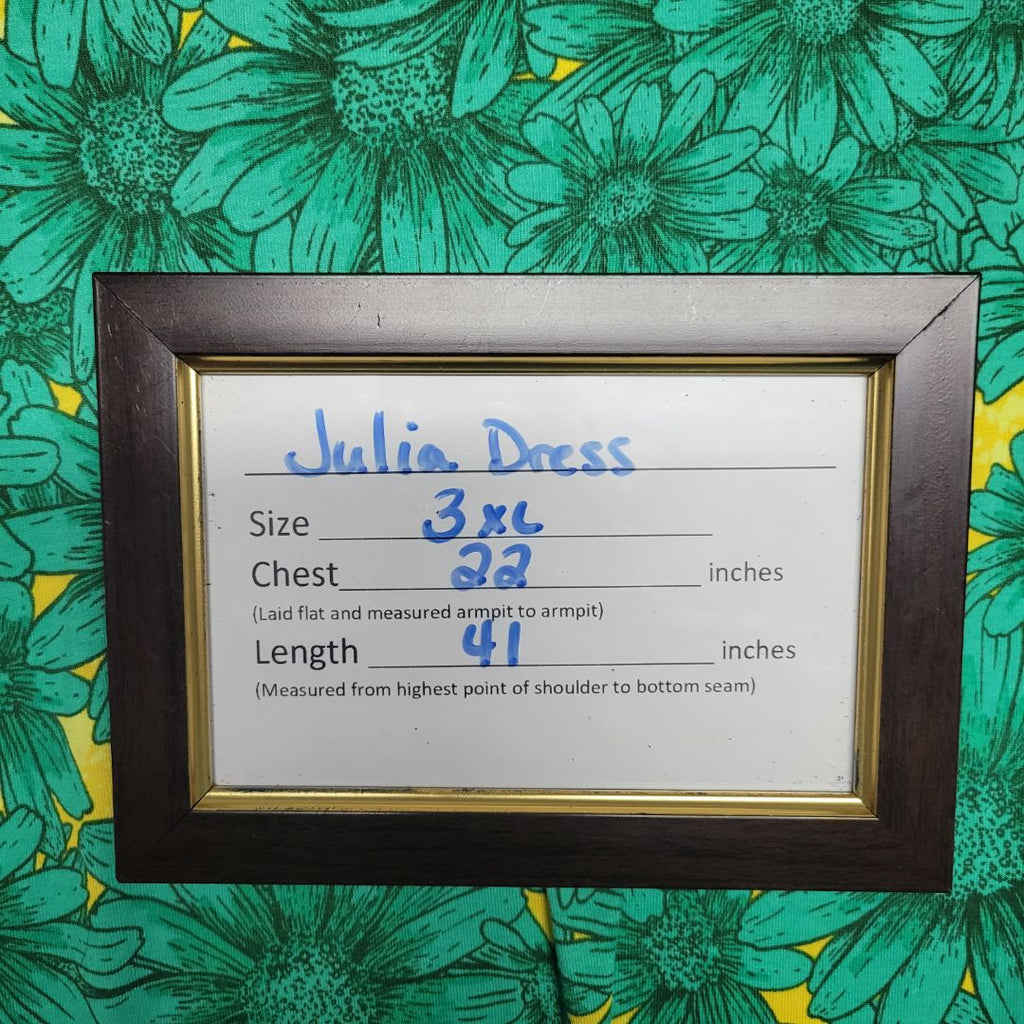 Julia Dress
Size 3XL
Chest 22 inches
(Laid flat and measured armpit to armpit)
Length 41 inches
(Measured from highest point of shoulder to bottom seam)